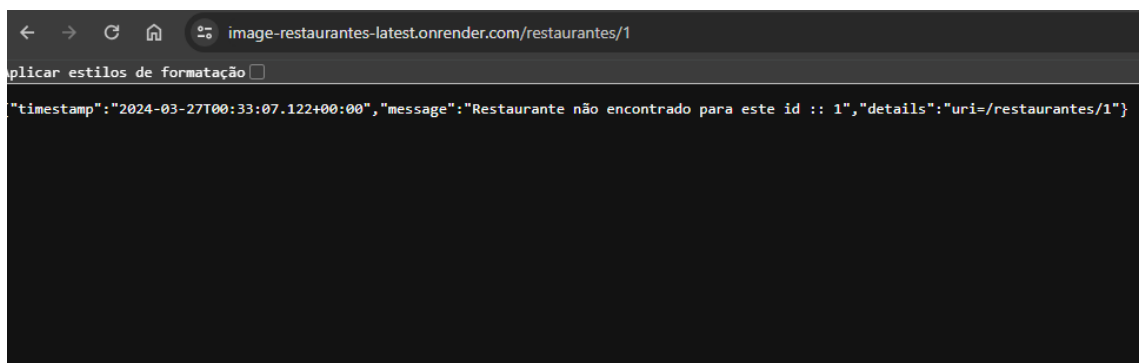 image-restaurantes-latest.onrender.com/restaurantes/1
plicar estilos de formatação
"timestamp":"2024-03-27T00:33:07.122+00:00","message":"Restaurante não encontrado para este id :: 1","details":"uri=/restaurantes/1"}